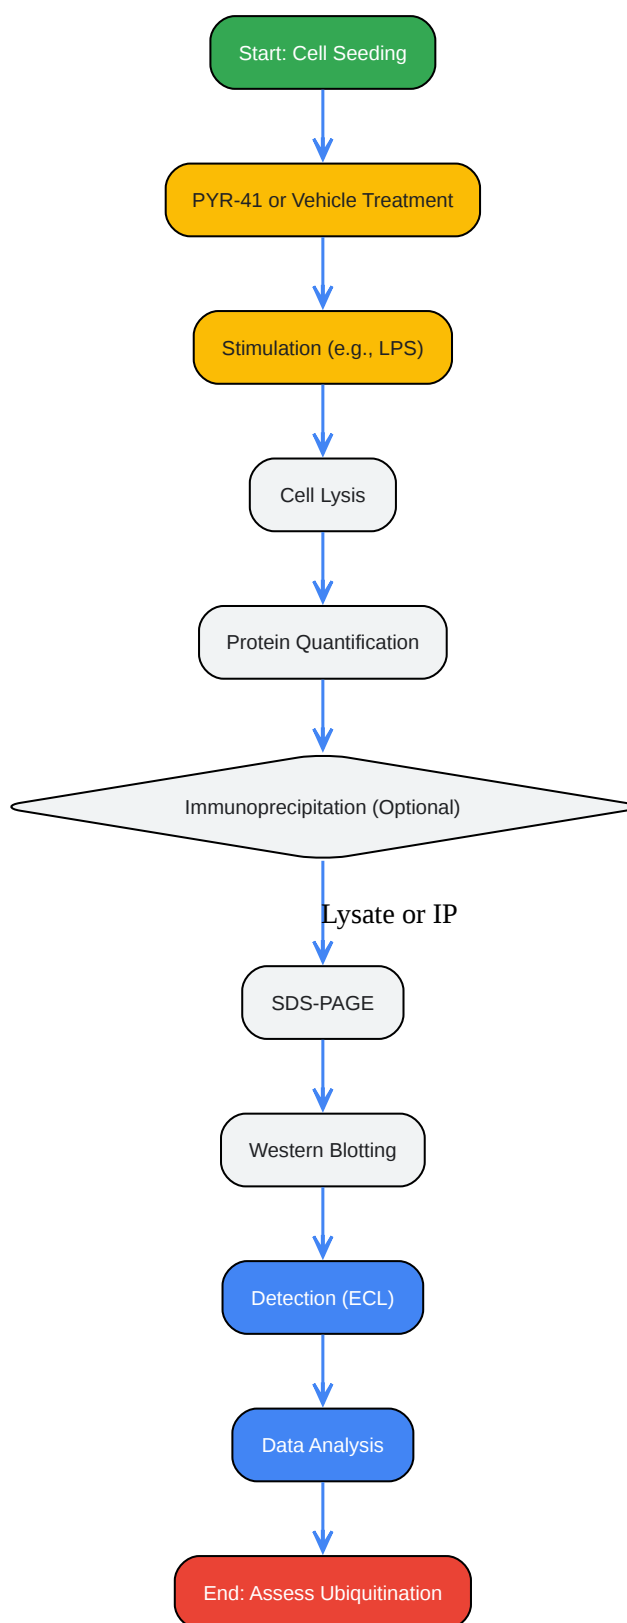 Start: Cell Seeding
PYR-41 or Vehicle Treatment
Stimulation (e.g., LPS)
Cell Lysis
Protein Quantification
Immunoprecipitation (Optional)
Lysate or IP
SDS-PAGE
Western Blotting
Detection (ECL)
Data Analysis
End: Assess Ubiquitination